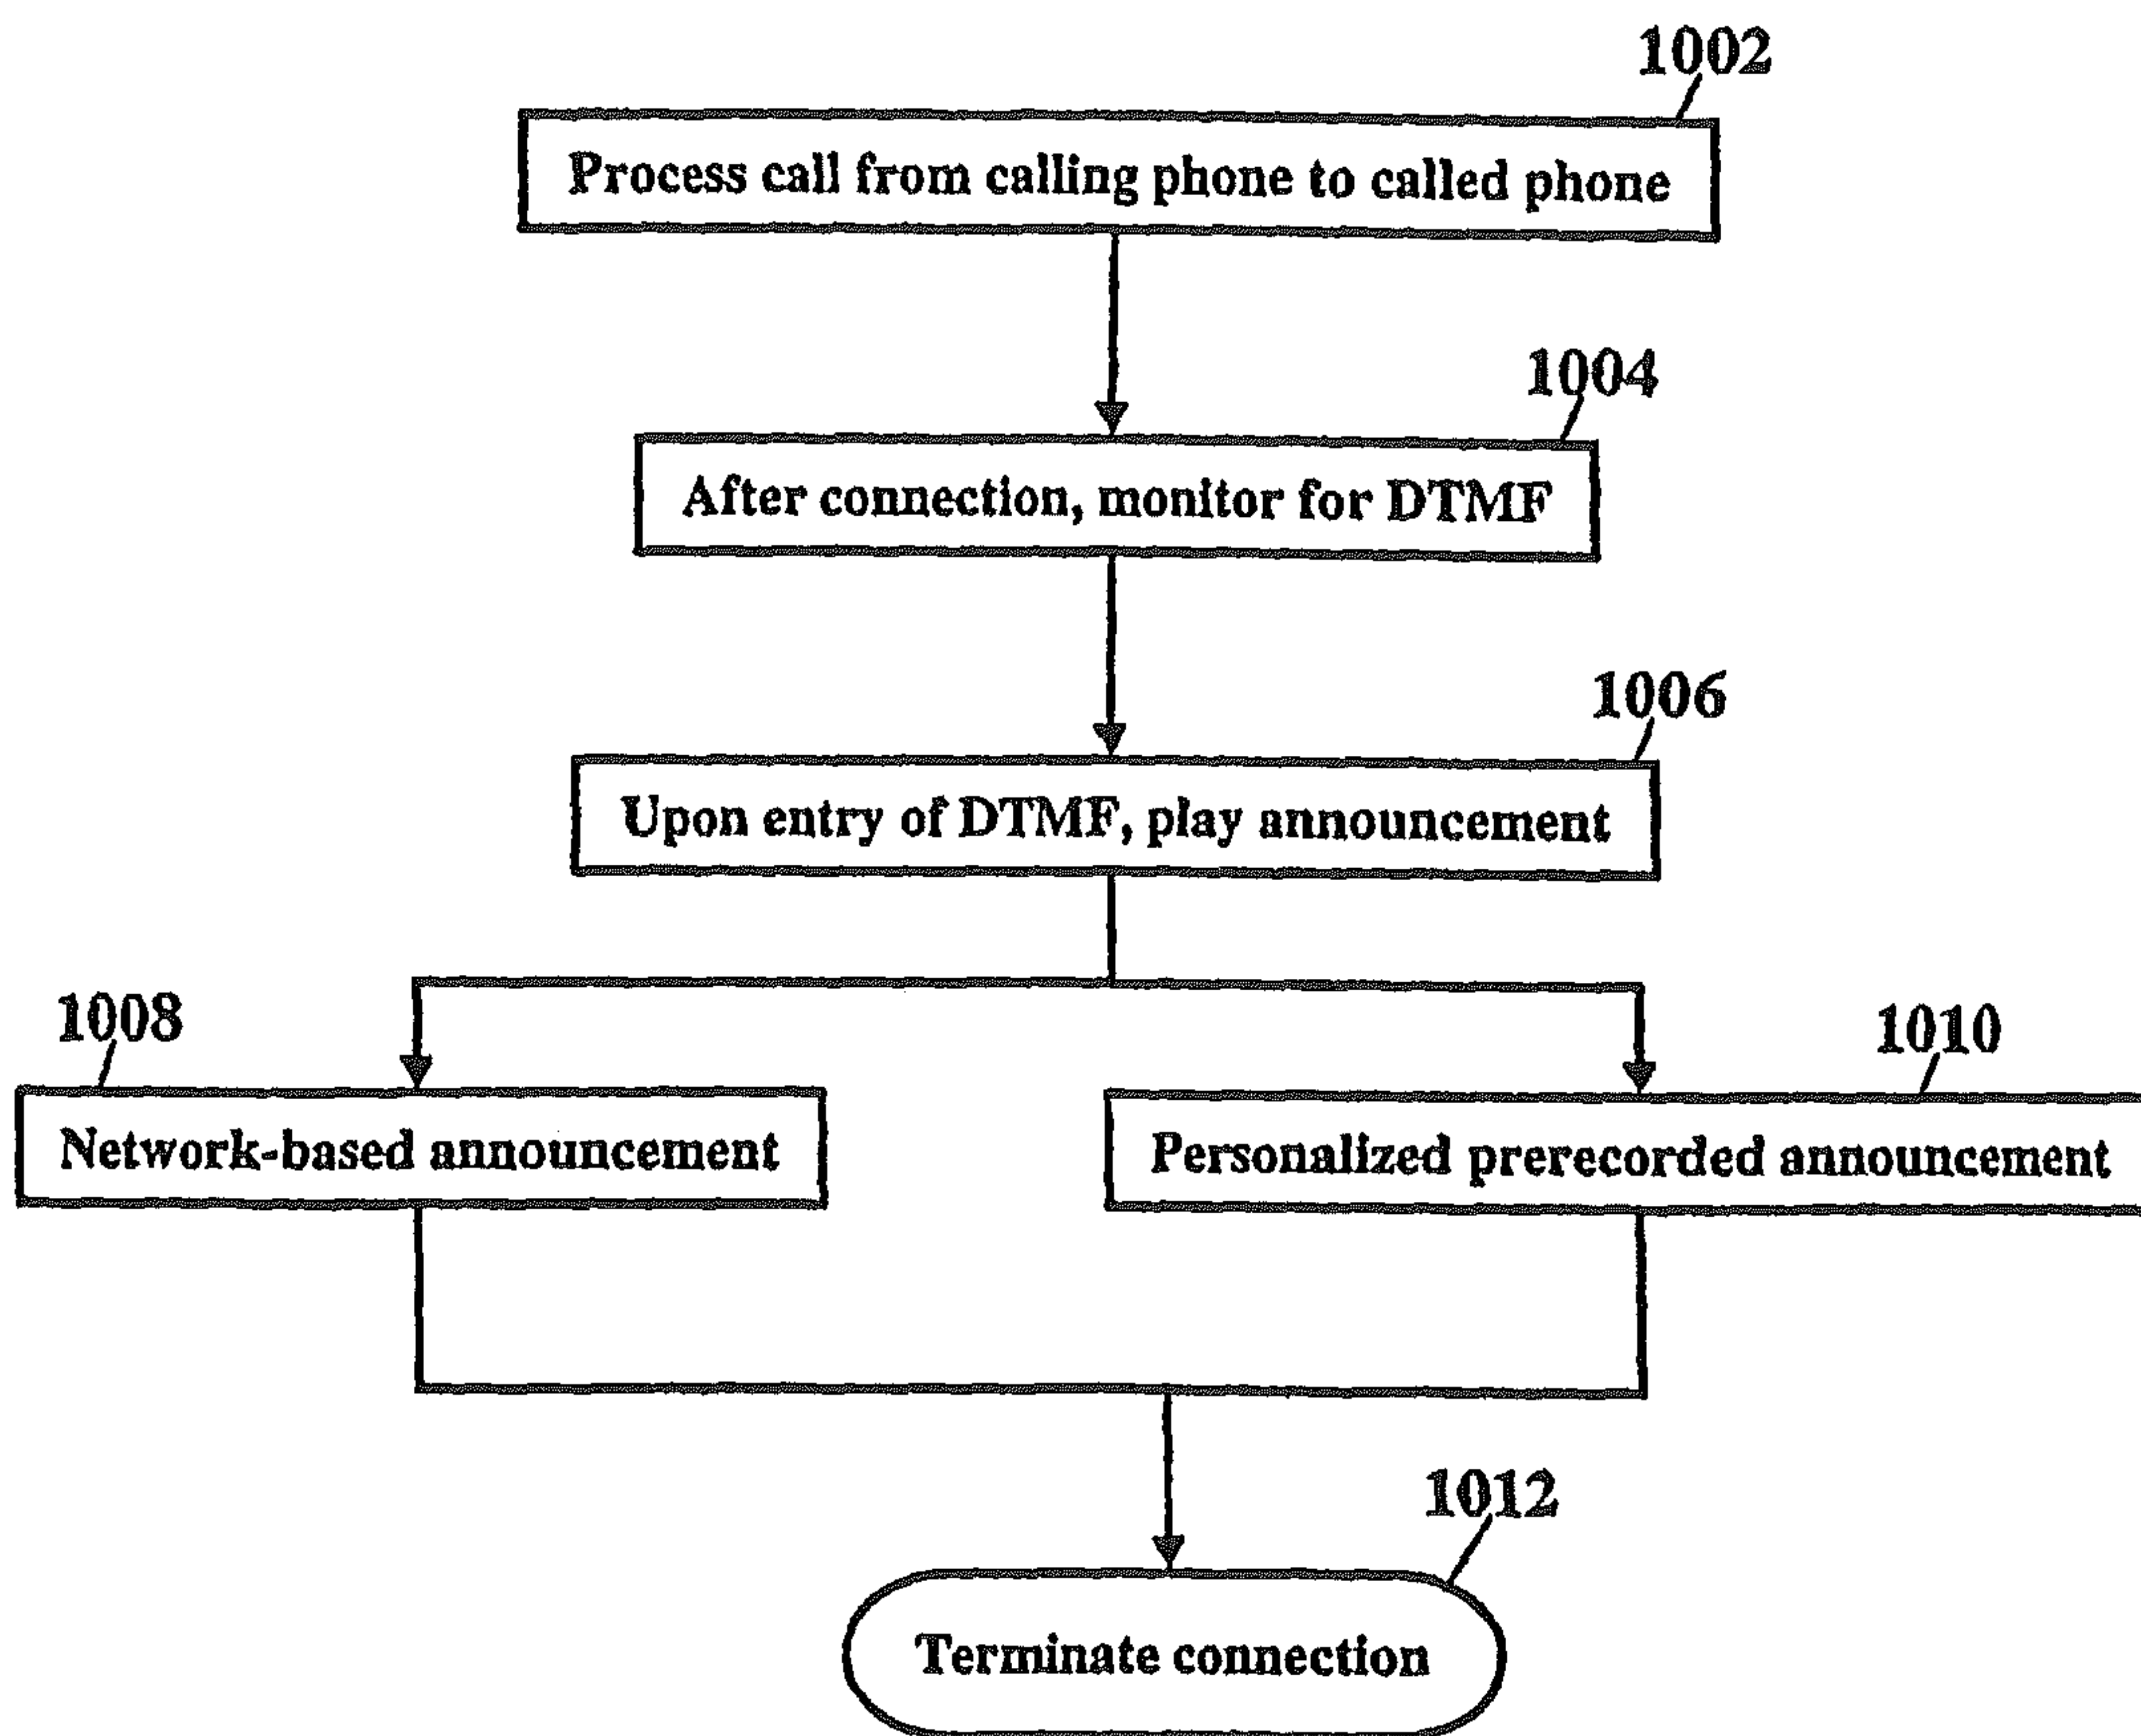 1002
Process call from calling phone to called phone
1004
After connection, monitor for DTMF
1006
Upon entry of DTMF, play announcement
1008
Network-based announcement
1010
Personalized prerecorded announcement
1012
Terminate connection